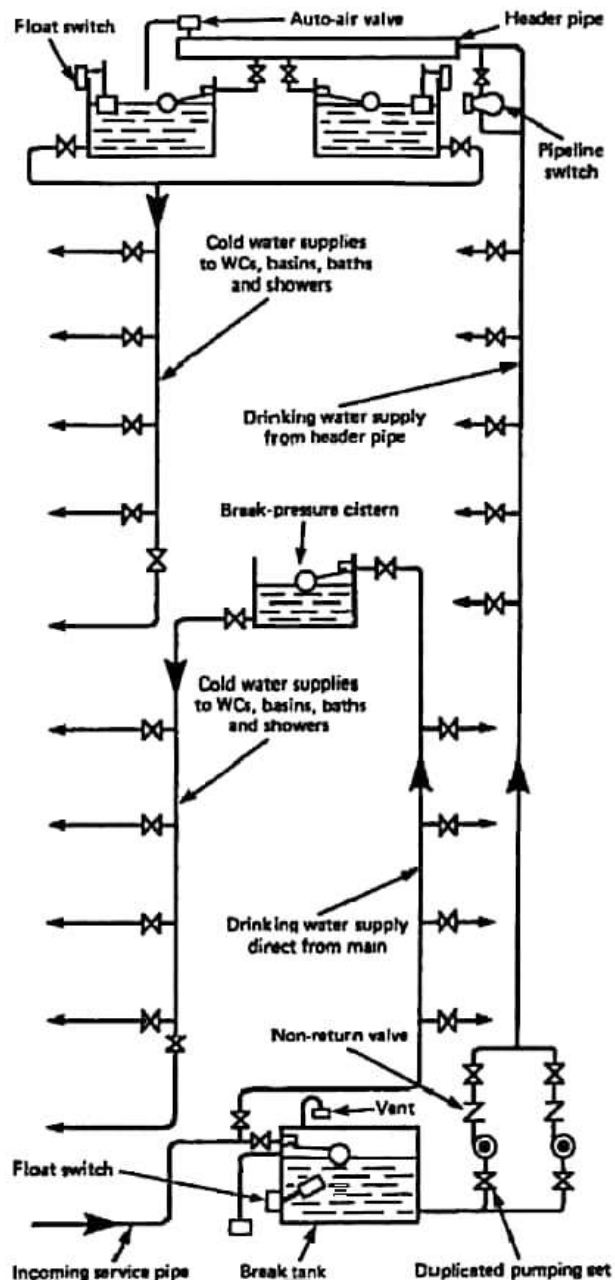 Auto-air valve
Header pipe
Float switch
Pipeline
switch
Cold water supplies
to WCs, basins, baths
and showers
Drinking water supply
from header pipe
Break-pressure cistern
Cold water supplies
to WCs, basins, baths
and showers
Drinking water supply
direct from main
Non-return valve
Vent
Float switch
Incoming service pipe
Break tank
Duplicated pumping set